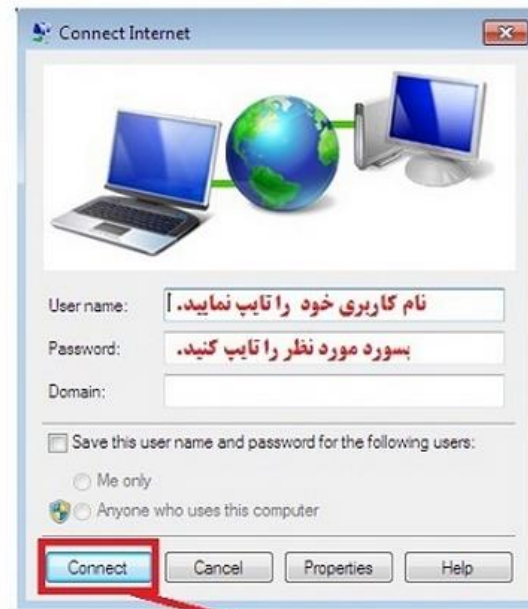 Connect Internet
User name: نام کاربری خود را تایپ نمایید.
Password: پسورد مورد نظر را تایپ کنید.
Domain:
Save this user name and password for the following users:
Me only
Anyone who uses this computer
Connect Cancel Properties Help